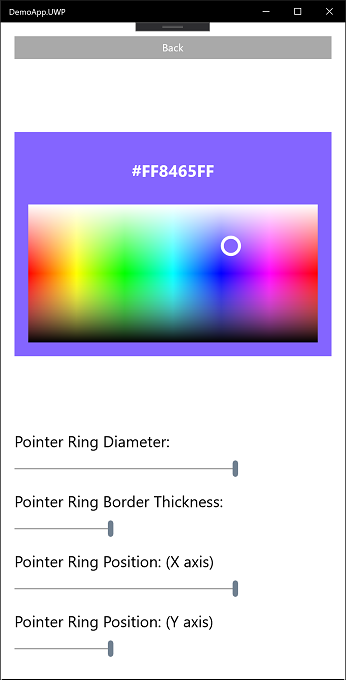 DemoApp.UWP
Back
#FF8465FF
Pointer Ring Diameter:
Pointer Ring Border Thickness:
Pointer Ring Position: (X axis)
Pointer Ring Position: (Y axis)